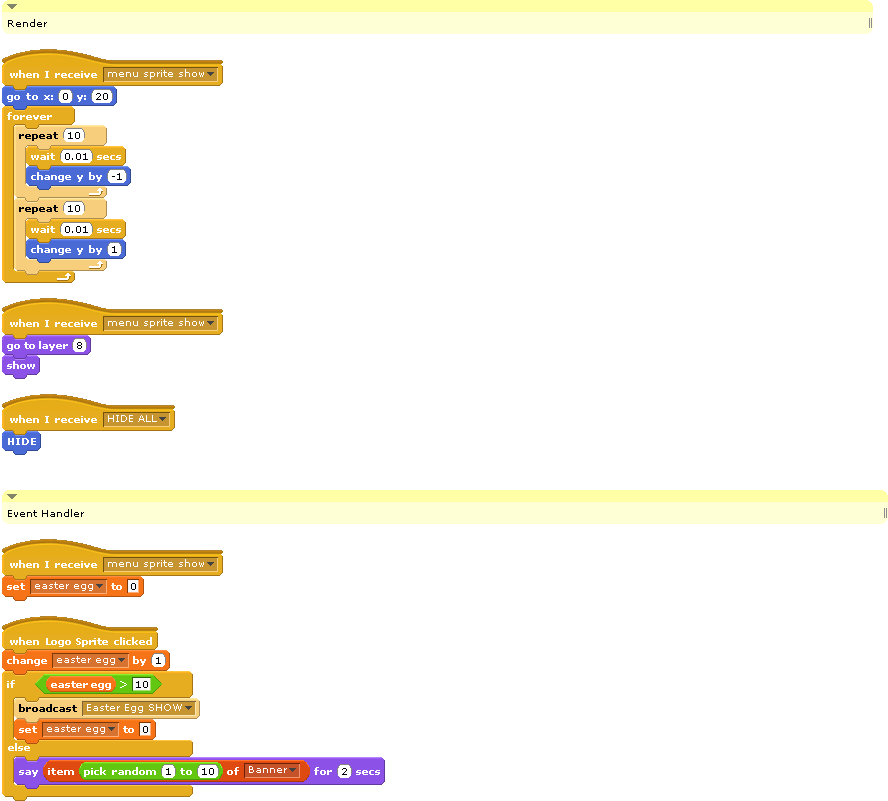 Render
when I receive menu sprite show
go to x: 0 y: 20
forever
repeat 10
wait 0.01 secs
change y by -1
repeat 10
wait 0.01 secs
change y by 1
when I receive menu sprite show
go to layer 8
show
when I receive HIDE ALL
HIDE
Event Handler
when I receive menu sprite show
set easter egg to 0
when Logo Sprite clicked
change easter egg by 1
if easter egg > 10
broadcast Easter Egg SHOW
set easter egg to 0
else
say item pick random 1 to 10 of Banner for 2 secs